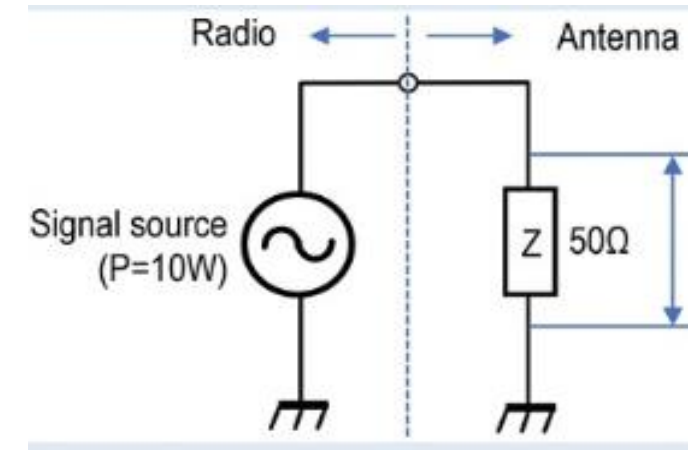 Radio
Antenna
Signal source
(P=10W)
Z
50Ω